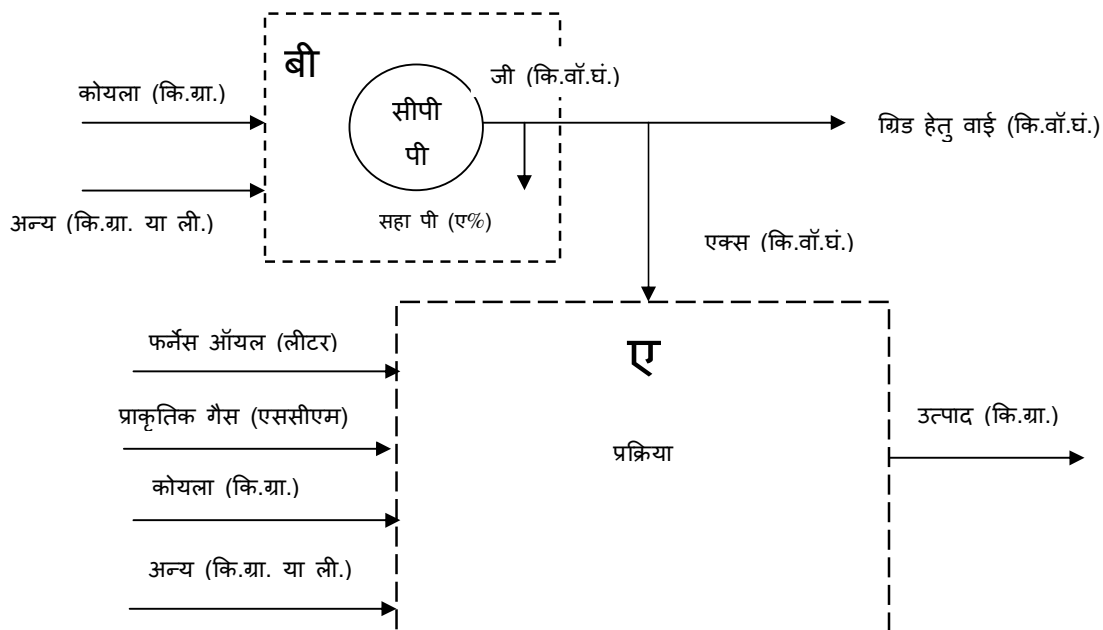 बी
जी (कि.वॉ.घं.)
कोयला (कि.ग्रा.)
सीपी
पी
ग्रिड हेतु वाई (कि.वॉ.घं.)
अन्य (कि.ग्रा. या ली.)
सहा पी (ए%)
एक्स (कि.वॉ.घं.)
फर्नेस ऑयल (लीटर)
ए
प्राकृतिक गैस (एससीएम)
उत्पाद (कि.ग्रा.)
प्रक्रिया
कोयला (कि.ग्रा.)
अन्य (कि.ग्रा. या ली.)